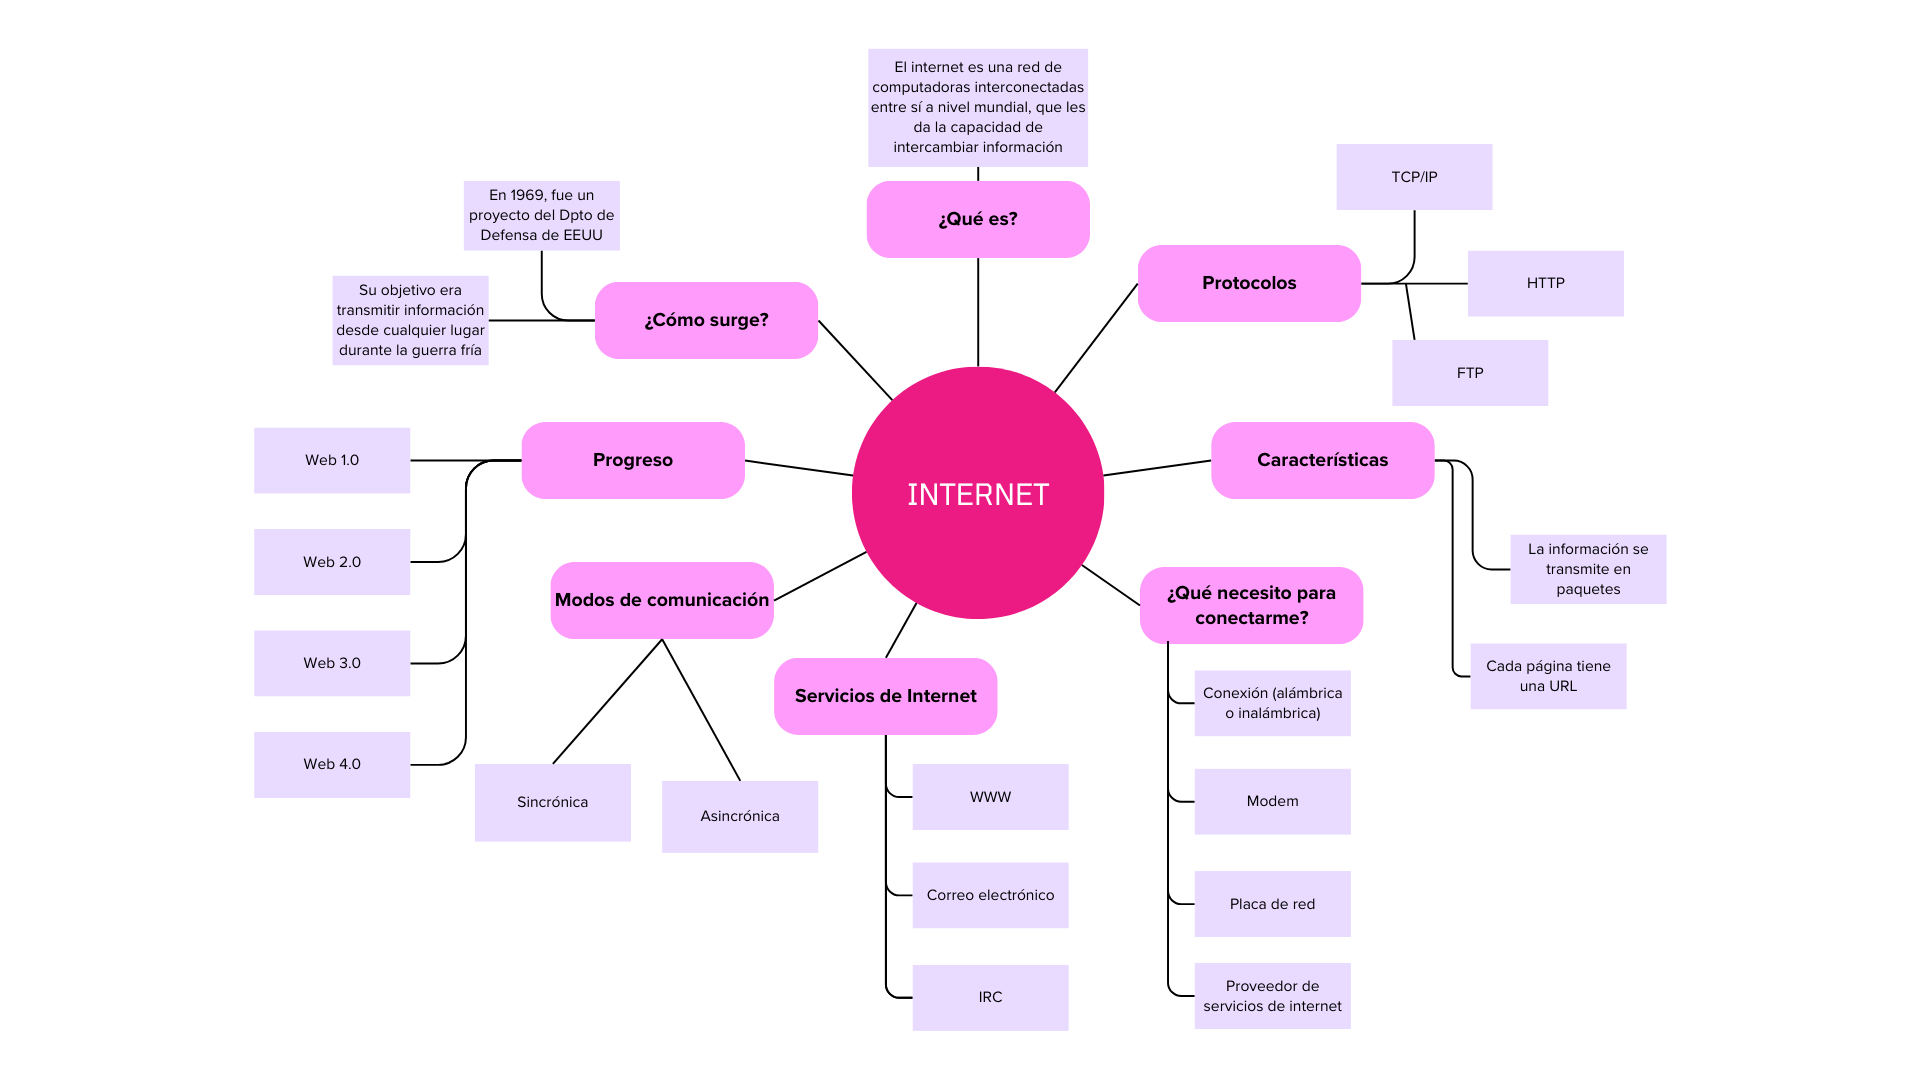 El internet es una red de
computadoras interconectadas
entre sí a nivel mundial, que les
da la capacidad de
intercambiar información
¿Qué es?
TCP/IP
Protocolos
HTTP
FTP
En 1969, fue un
proyecto del Dpto de
Defensa de EEUU
Su objetivo era
transmitir información
desde cualquier lugar
durante la guerra fría
¿Cómo surge?
INTERNET
Progreso
Web 1.0
Web 2.0
Web 3.0
Web 4.0
Características
La información se
transmite en
paquetes
Cada página tiene
una URL
Modos de comunicación
Sincrónica
Asincrónica
Servicios de Internet
WWW
Correo electrónico
IRC
¿Qué necesito para
conectarme?
Conexión (alámbrica
o inalámbrica)
Modem
Placa de red
Proveedor de
servicios de internet